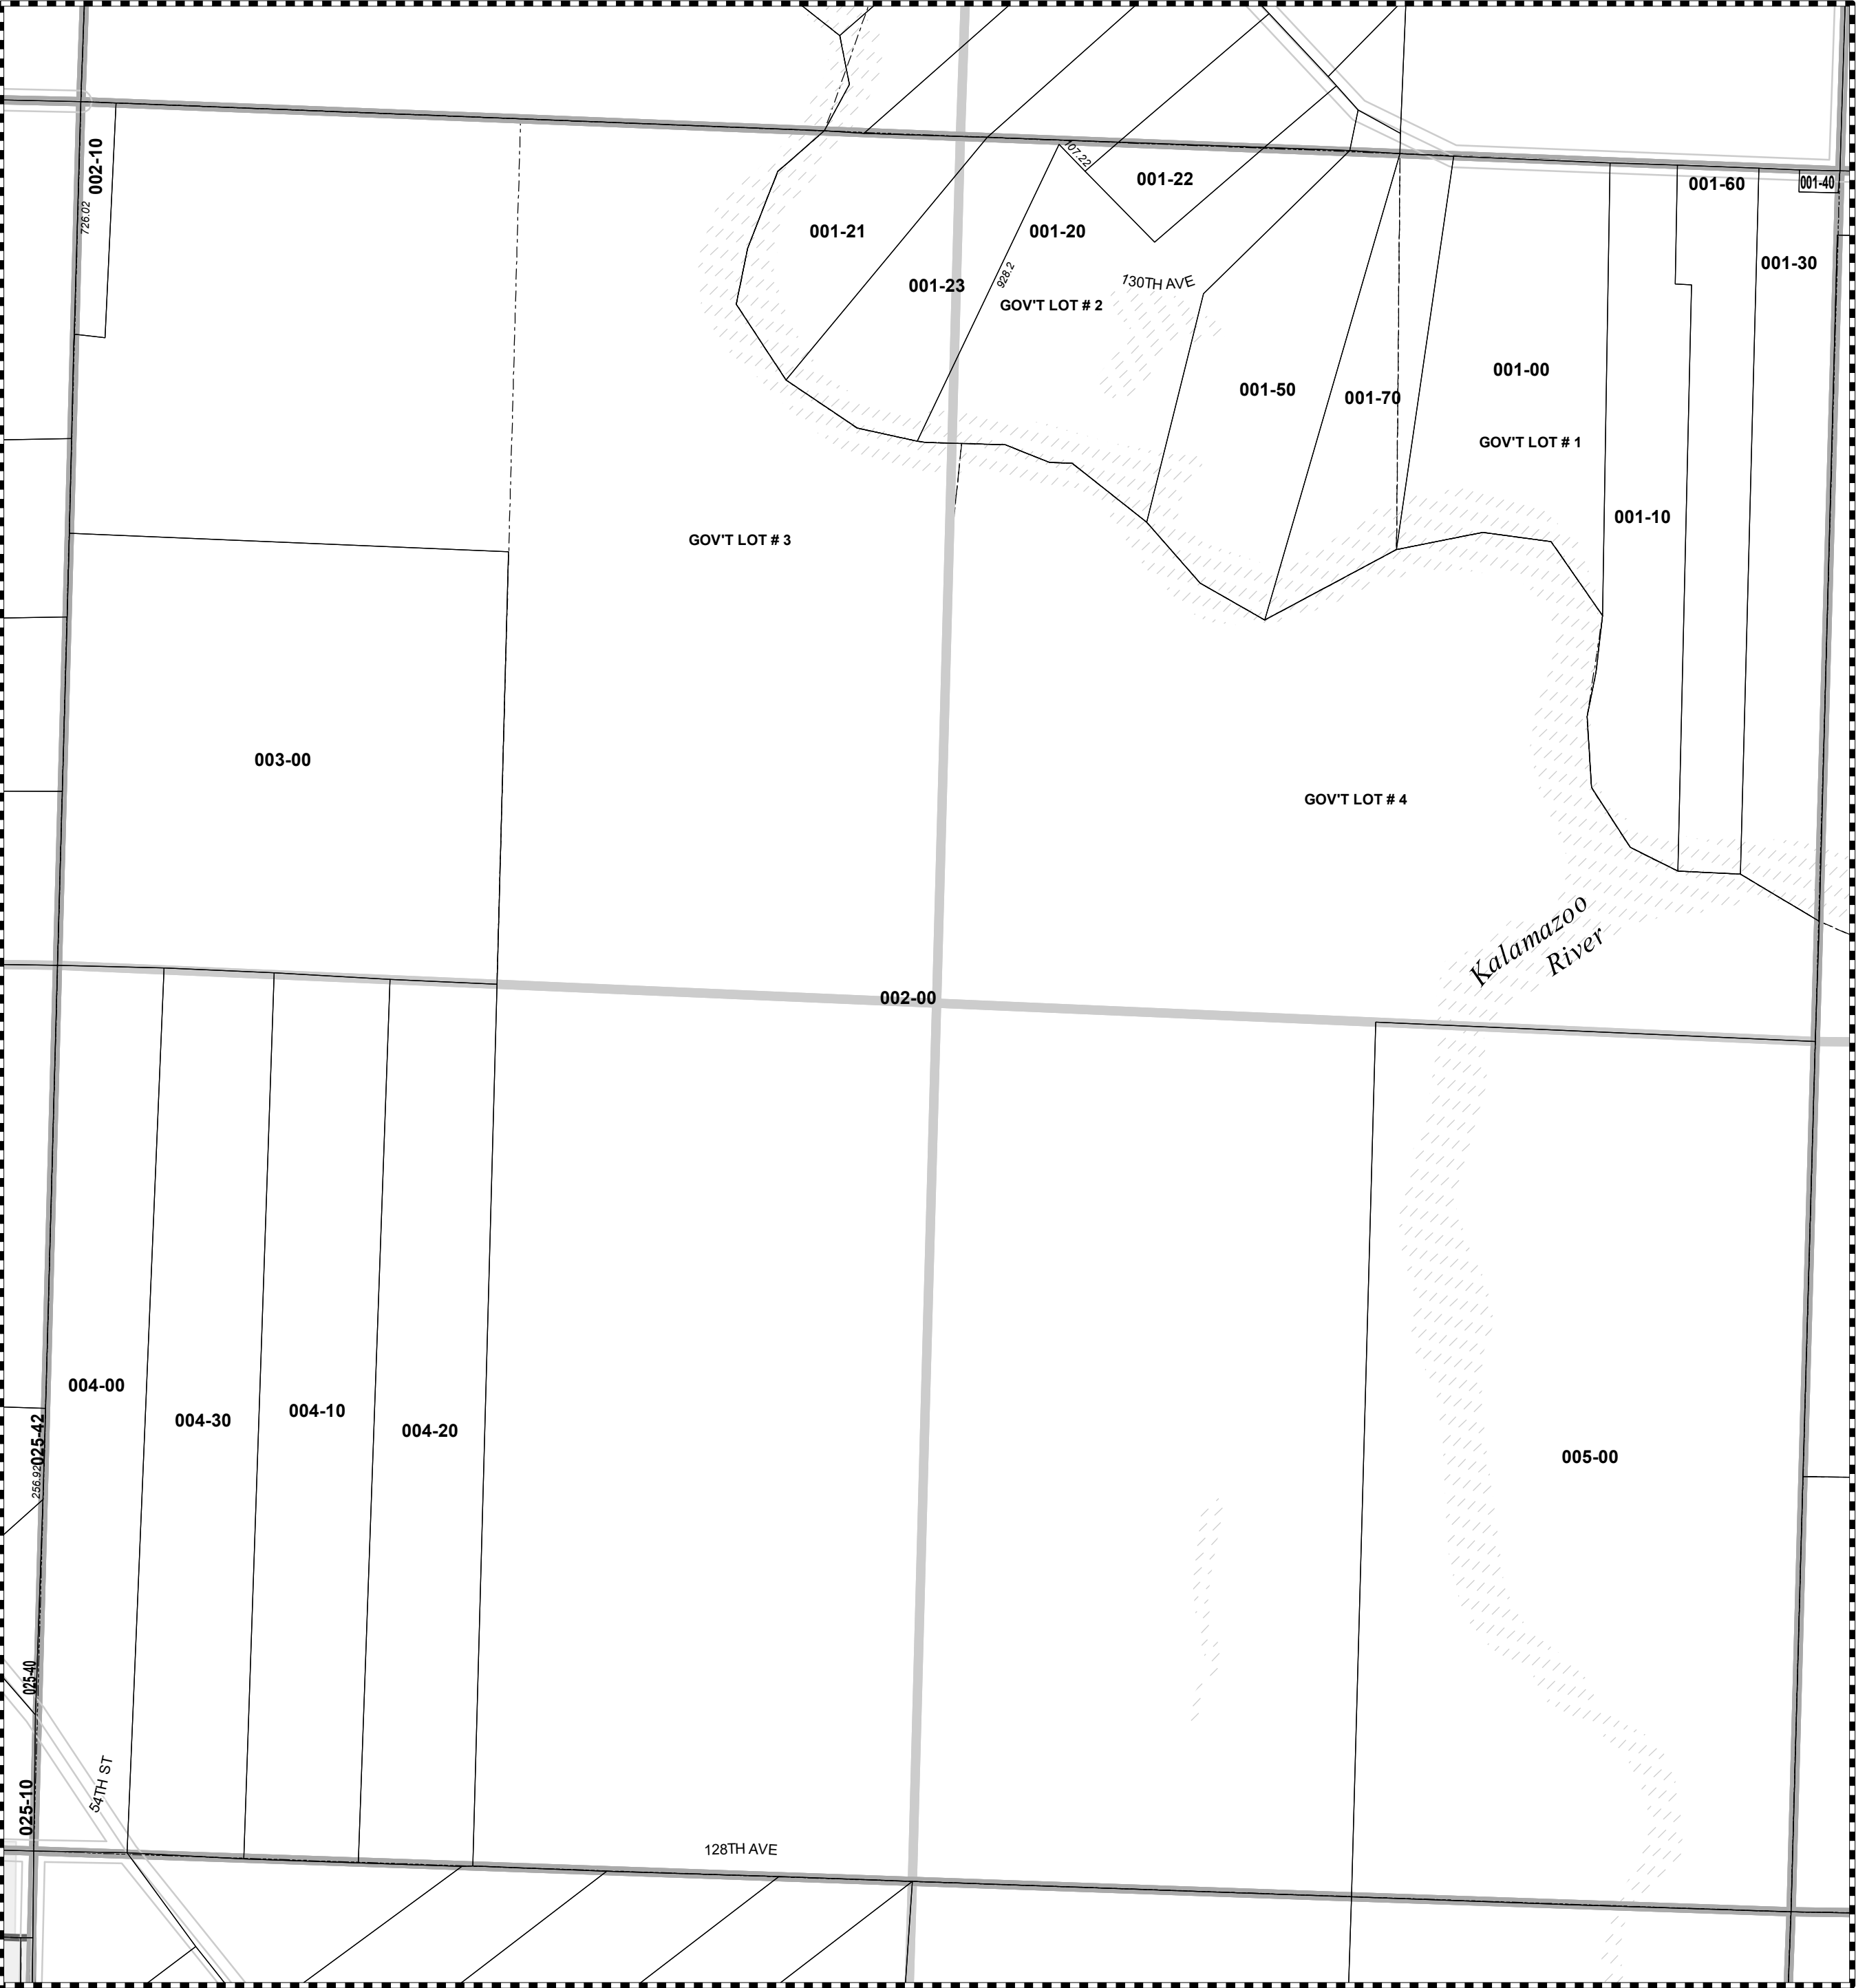 002-10
726.02
107.22
001-22
001-60
001-40
001-21
001-20
001-30
001-23
928.2
130TH AVE
GOV'T LOT # 2
001-00
001-50
001-70
GOV'T LOT # 1
001-10
GOV'T LOT # 3
003-00
GOV'T LOT # 4
Kalamazoo
River
002-00
004-00
004-30
004-10
004-20
025-42
256.92
005-00
025-40
54TH ST
025-10
128TH AVE